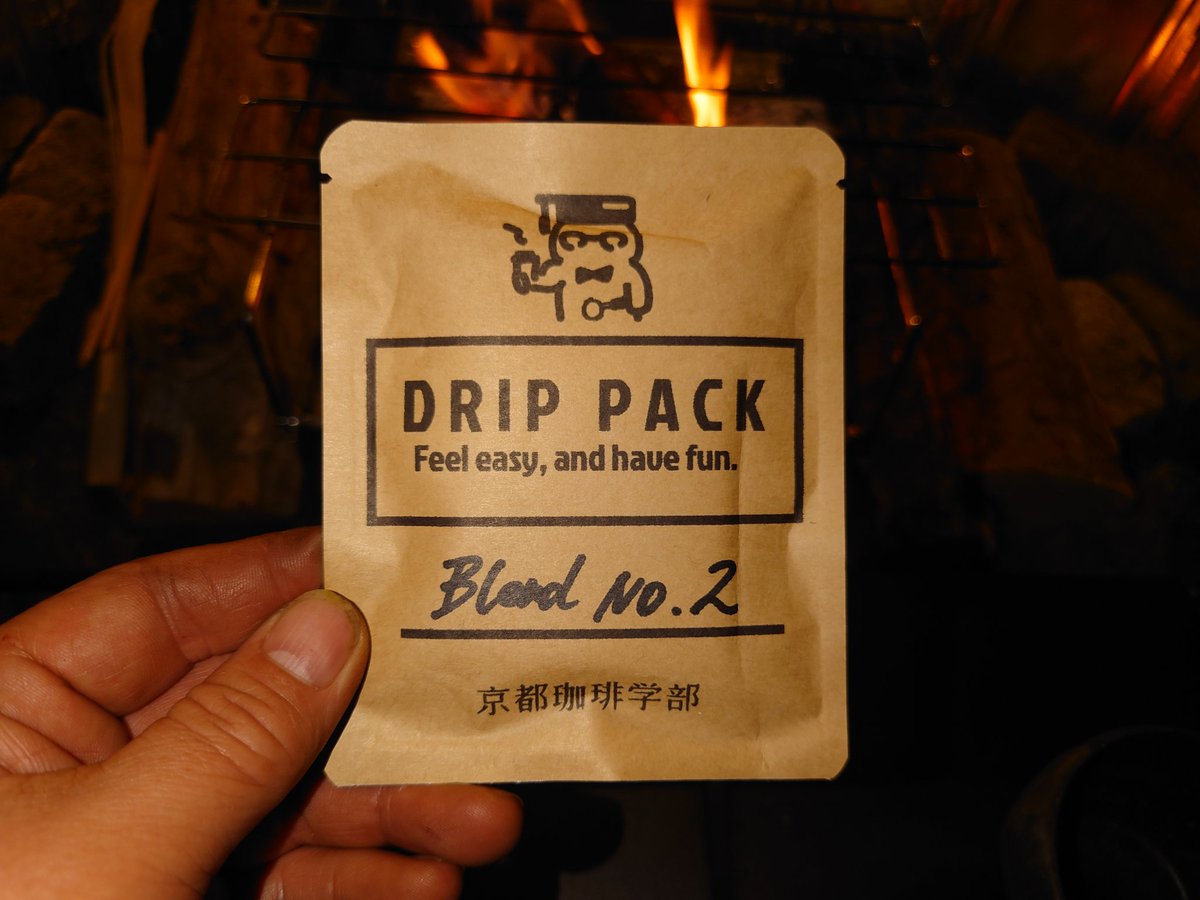 DRIP PACK
Feel easy, and have fun.
Blend No.2
京都珈琲学部